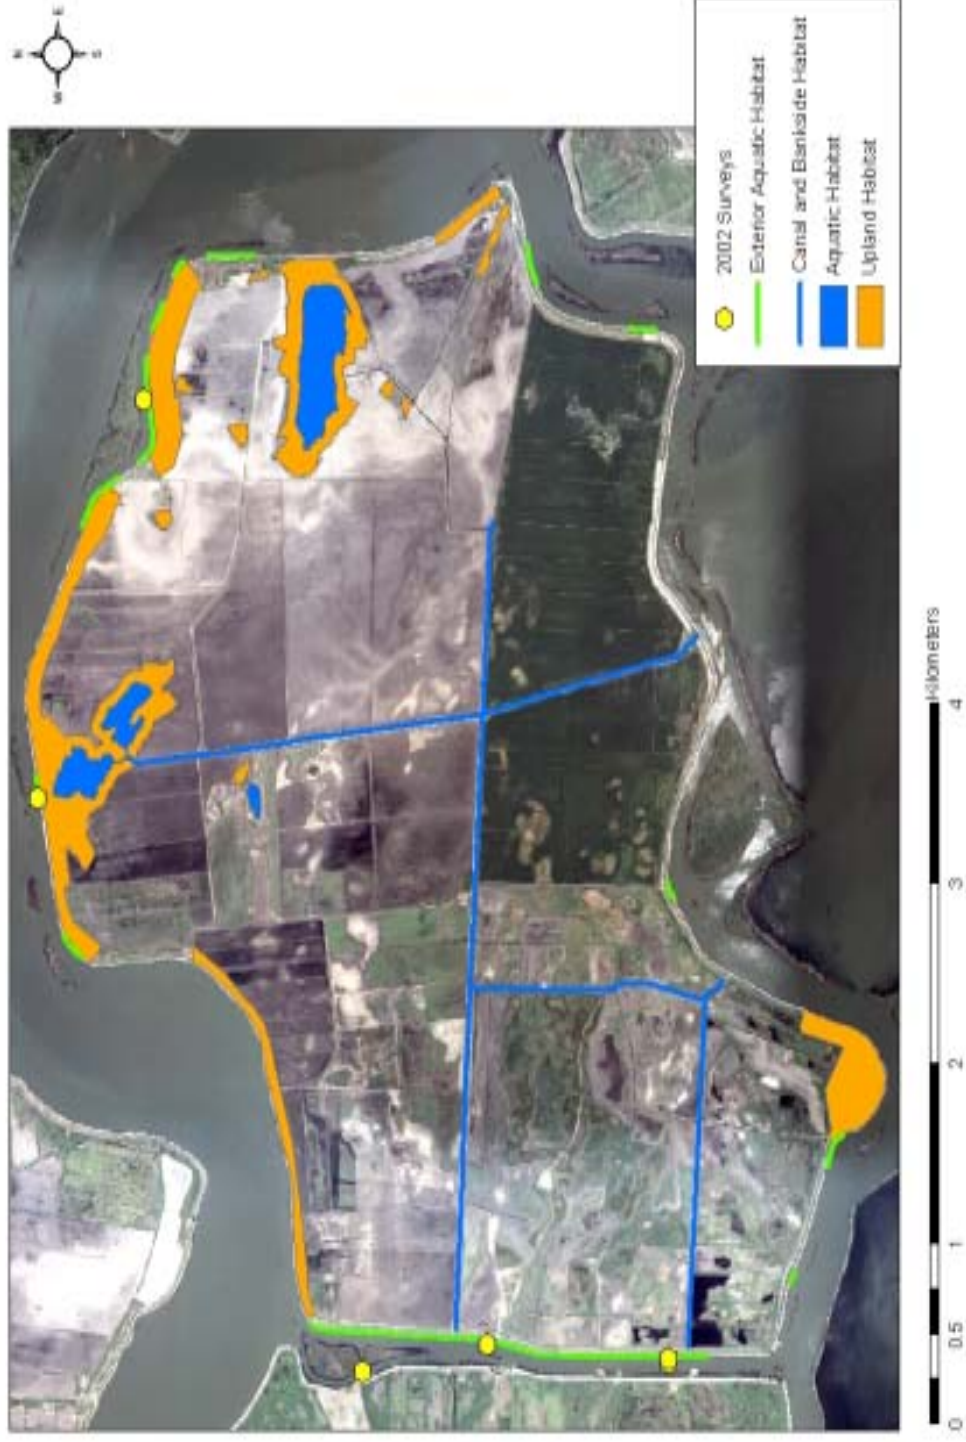 N
W E
S
2002 Surveys
Exterior Aquatic Habitat
Canal and Bankside Habitat
Aquatic Habitat
Upland Habitat
0 0.5 1 2 3 4
Kilometers